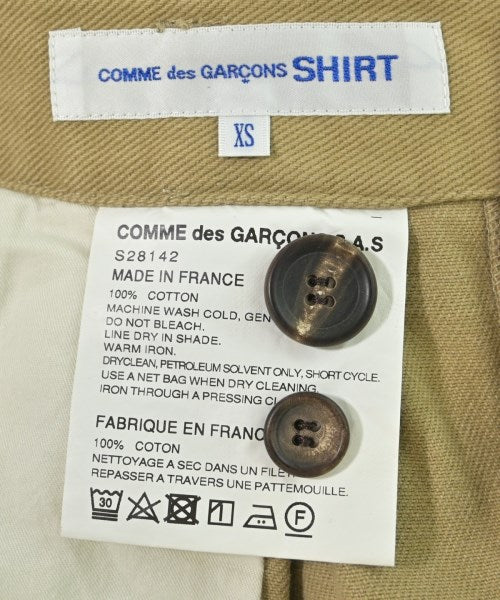 COMME des GARÇONS SHIRT
XS
COMME des GARÇONS S.A.S
S28142
MADE IN FRANCE
100% COTTON
MACHINE WASH COLD, GEN
DO NOT BLEACH.
LINE DRY IN SHADE.
WARM IRON.
DRYCLEAN, PETROLEUM SOLVENT ONLY, SHORT CYCLE.
USE A NET BAG WHEN DRY CLEANING.
IRON THROUGH A PRESSING CL
FABRIQUE EN FRANC
100% COTON
NETTOYAGE A SEC DANS UN FILET
REPASSER A TRAVERS UNE PATTEMOUILLE.
30 F